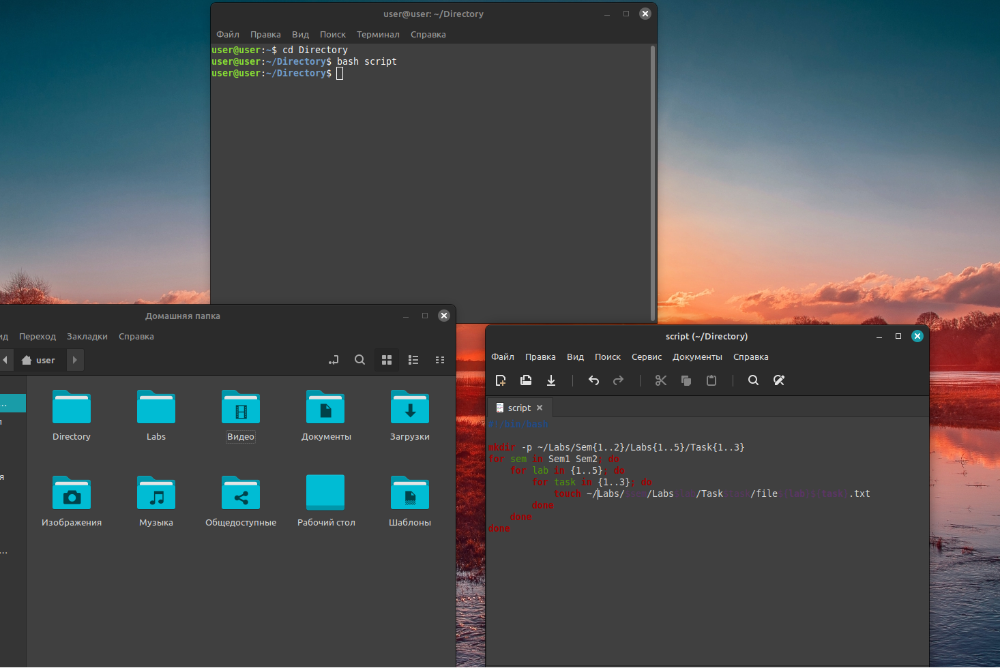 user@user: ~/Directory
Файл Правка Вид Поиск Терминал Справка
user@user:~$ cd Directory
user@user:~/Directory$ bash script
user@user:~/Directory$
Домашняя папка
ид Переход Закладки Справка
user
...
л
я
...
Directory Labs Видео Документы Загрузки
Изображения Музыка Общедоступные Рабочий стол Шаблоны
script (~/Directory)
Файл Правка Вид Поиск Сервис Документы Справка
script
#!/bin/bash
mkdir -p ~/Labs/Sem{1..2}/Labs{1..5}/Task{1..3}
for sem in Sem1 Sem2; do
for lab in {1..5}; do
for task in {1..3}; do
touch ~/Labs/$sem/Labs$lab/Task$task/file${lab}${task}.txt
done
done
done